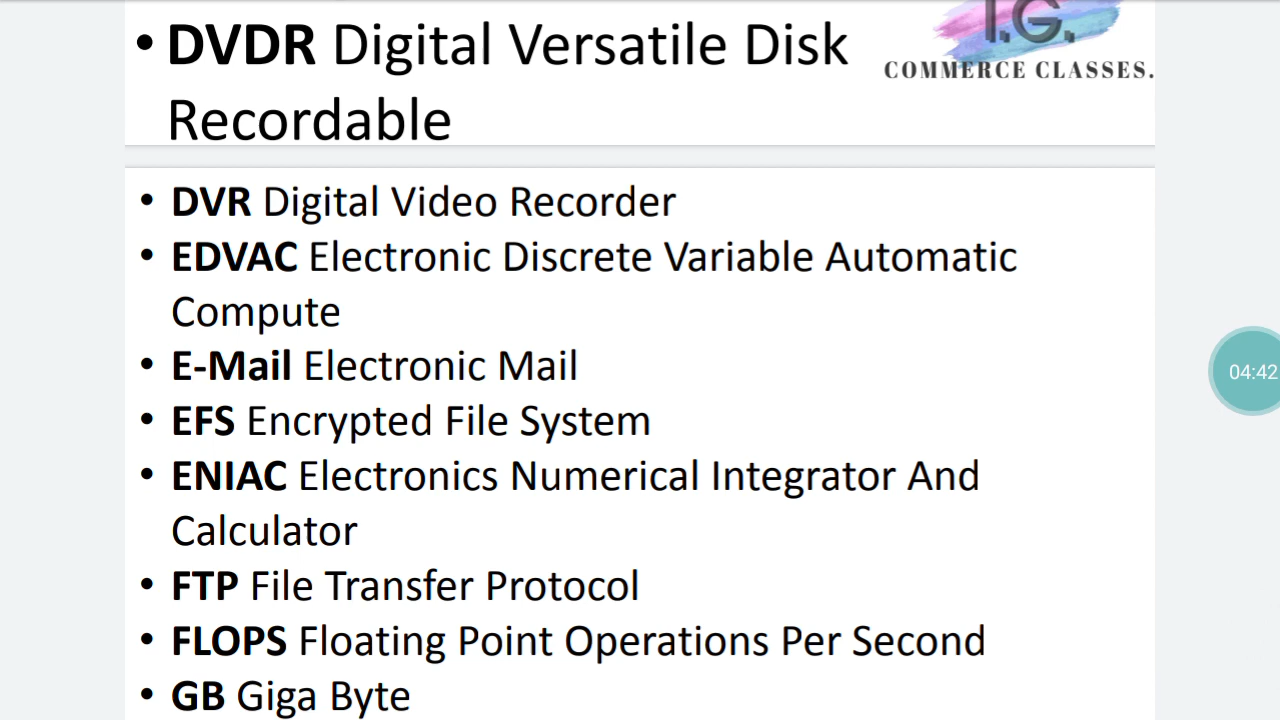 • DVDR Digital Versatile Disk
Recordable
I.G.
COMMERCE CLASSES.
• DVR Digital Video Recorder
• EDVAC Electronic Discrete Variable Automatic
Compute
• E-Mail Electronic Mail
• EFS Encrypted File System
• ENIAC Electronics Numerical Integrator And
Calculator
• FTP File Transfer Protocol
• FLOPS Floating Point Operations Per Second
• GB Giga Byte
04:42